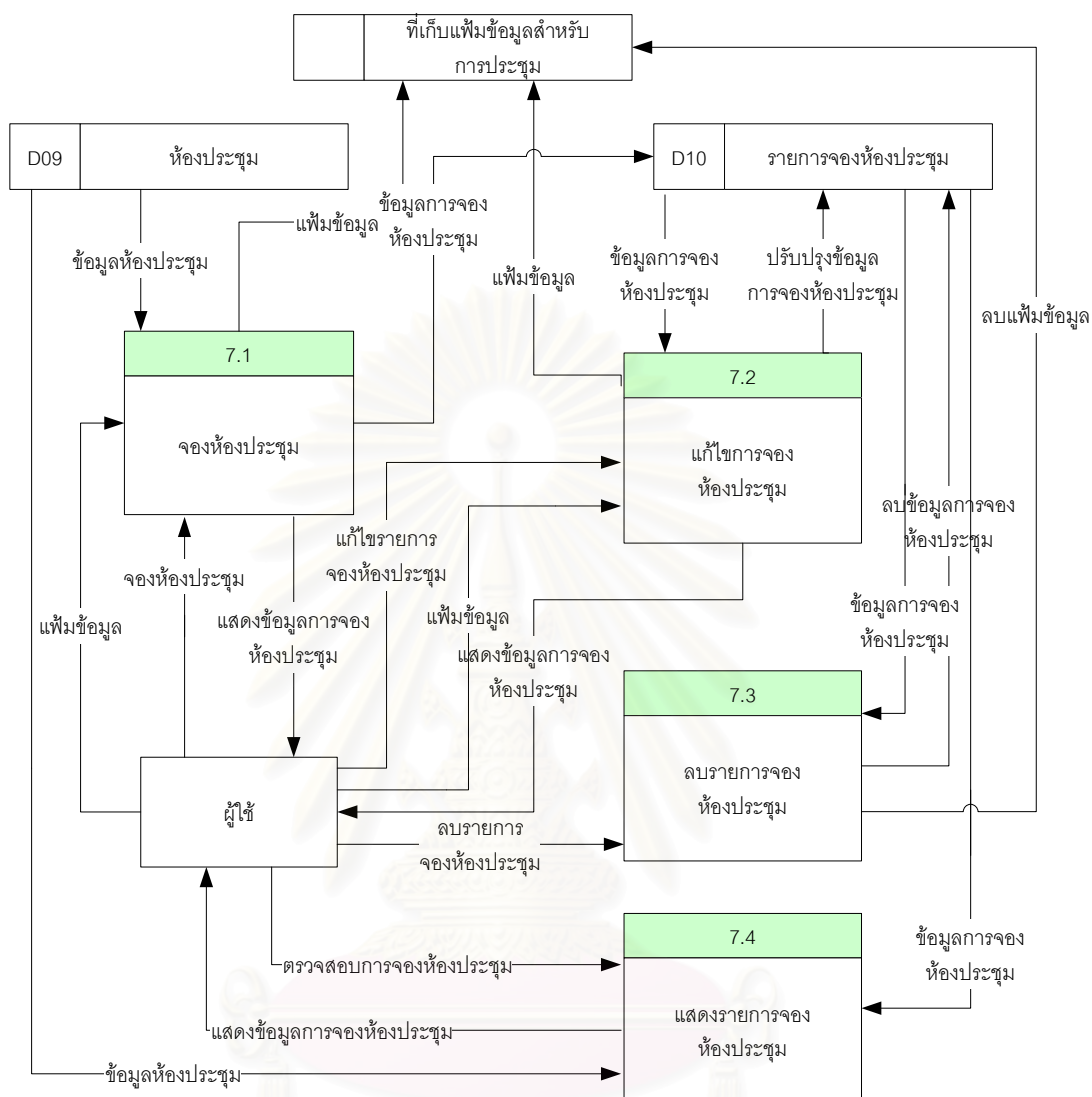 ที่เก็บแฟ้มข้อมูลสำหรับ
การประชุม
D09
ห้องประชุม
D10
รายการจองห้องประชุม
แฟ้มข้อมูล
ข้อมูลการจอง
ห้องประชุม
ข้อมูลห้องประชุม
แฟ้มข้อมูล
ข้อมูลการจอง
ห้องประชุม
ปรับปรุงข้อมูล
การจองห้องประชุม
ลบแฟ้มข้อมูล
7.1
จองห้องประชุม
7.2
แก้ไขการจอง
ห้องประชุม
แก้ไขรายการ
จองห้องประชุม
ลบข้อมูลการจอง
ห้องประชุม
จองห้องประชุม
แฟ้มข้อมูล
แสดงข้อมูลการจอง
ห้องประชุม
แฟ้มข้อมูล
แสดงข้อมูลการจอง
ห้องประชุม
ข้อมูลการจอง
ห้องประชุม
7.3
ลบรายการจอง
ห้องประชุม
ผู้ใช้
ลบรายการ
จองห้องประชุม
7.4
แสดงรายการจอง
ห้องประชุม
ตรวจสอบการจองห้องประชุม
ข้อมูลการจอง
ห้องประชุม
แสดงข้อมูลการจองห้องประชุม
ข้อมูลห้องประชุม